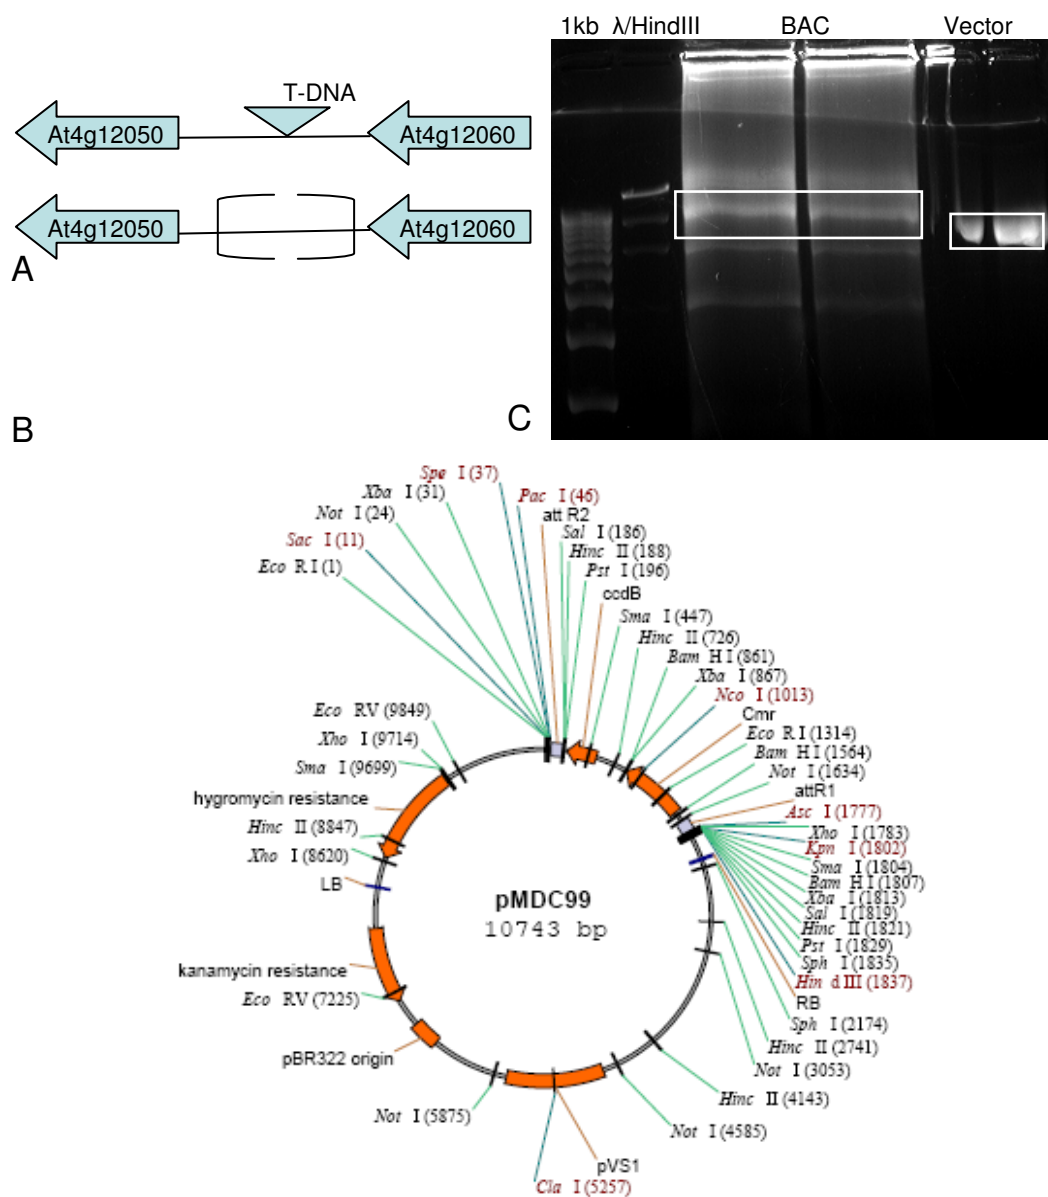 1kb λ/HindIII BAC Vector
T-DNA
At4g12050 At4g12060
At4g12050 At4g12060
A
B
C
Spe I (37)
Xba I (31)
Not I (24)
Sac I (11)
Eco RI (1)
Pac I (46)
att R2
Sal I (186)
Hinc II (188)
Pst I (196)
ccdB
Sma I (447)
Hinc II (726)
Bam HI (861)
Xba I (867)
Nco I (1013)
Cmr
Eco RI (1314)
Bam HI (1564)
Not I (1634)
attR1
Asc I (1777)
Xho I (1783)
Kpn I (1802)
Sma I (1804)
Bam HI (1807)
Xba I (1813)
Sal I (1819)
Hinc II (1821)
Pst I (1829)
Sph I (1835)
Hin dIII (1837)
RB
Sph I (2174)
Hinc II (2741)
Not I (3053)
Hinc II (4143)
Not I (4585)
pVS1
Cla I (5257)
Not I (5875)
pBR322 origin
Eco RV (7225)
kanamycin resistance
LB
Xho I (8620)
Hinc II (8847)
hygromycin resistance
Sma I (9699)
Xho I (9714)
Eco RV (9849)
pMDC99
10743 bp